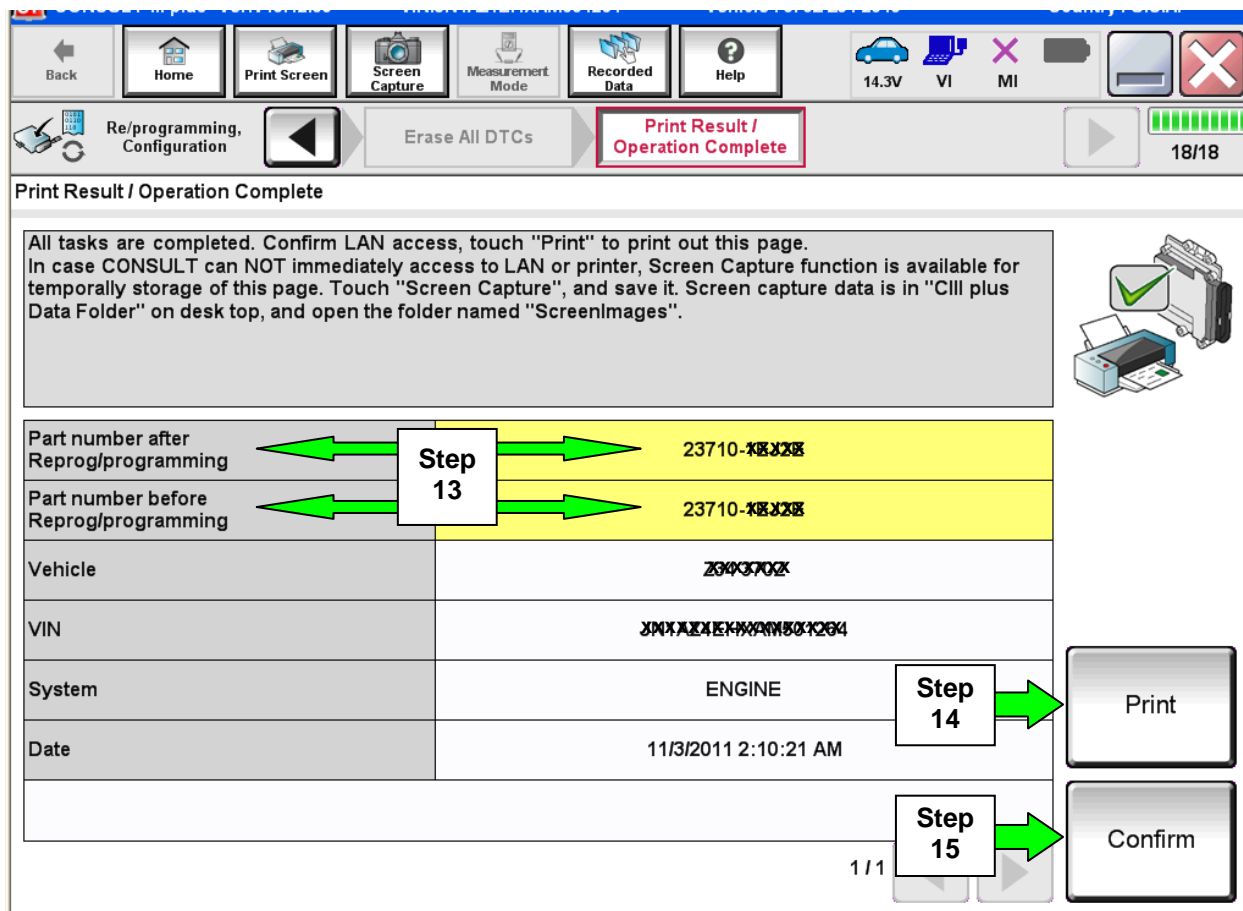 Back
Home
Print Screen
Screen
Capture
Measurement
Mode
Recorded
Data
Help
14.3V
VI
MI
Re/programming,
Configuration
Erase All DTCs
Print Result /
Operation Complete
18/18
Print Result / Operation Complete
All tasks are completed. Confirm LAN access, touch "Print" to print out this page.
In case CONSULT can NOT immediately access to LAN or printer, Screen Capture function is available for
temporally storage of this page. Touch "Screen Capture", and save it. Screen capture data is in "CIII plus
Data Folder" on desk top, and open the folder named "ScreenImages".
Part number after
Reprog/programming
Step
13
23710-
Part number before
Reprog/programming
23710-
Vehicle
VIN
System
ENGINE
Step
14
Print
Date
11/3/2011 2:10:21 AM
Step
15
Confirm
1/1